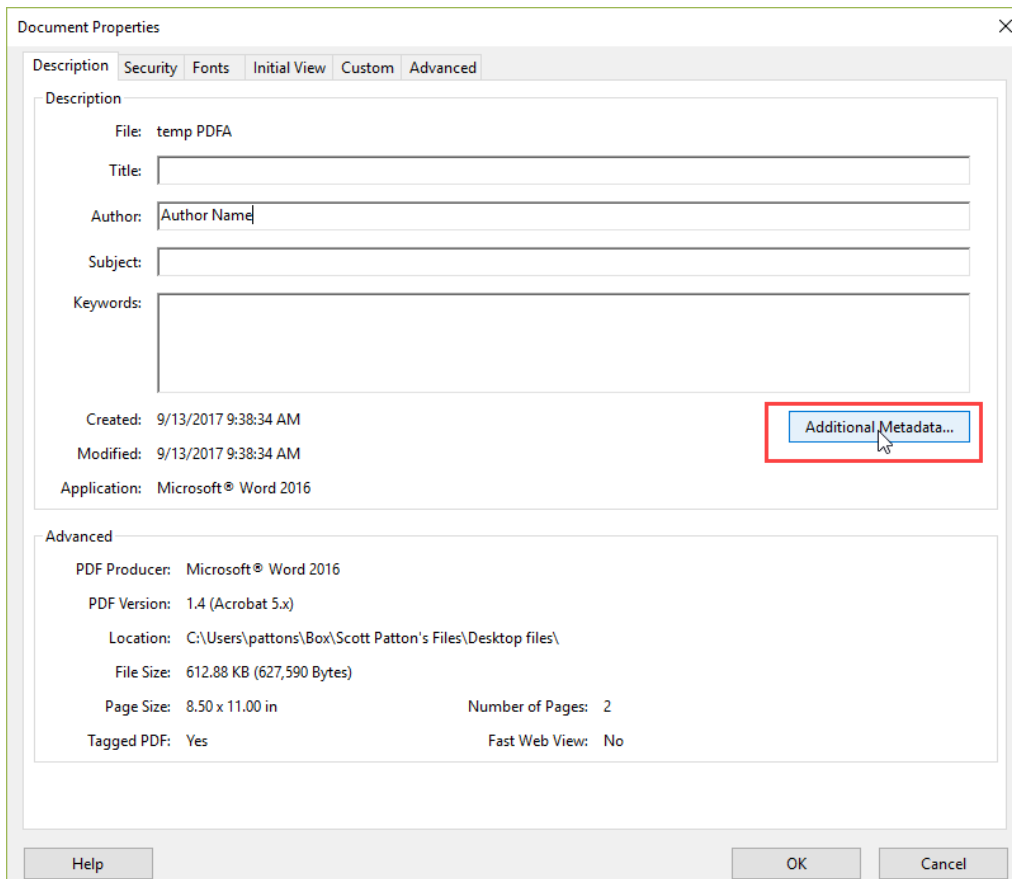 Document Properties
Description Security Fonts Initial View Custom Advanced
Description
File: temp PDFA
Title:
Author: Author Name
Subject:
Keywords:
Created: 9/13/2017 9:38:34 AM
Additional Metadata...
Modified: 9/13/2017 9:38:34 AM
Application: Microsoft® Word 2016
Advanced
PDF Producer: Microsoft® Word 2016
PDF Version: 1.4 (Acrobat 5.x)
Location: C:\Users\pattons\Box\Scott Patton's Files\Desktop files\
File Size: 612.88 KB (627,590 Bytes)
Page Size: 8.50 x 11.00 in Number of Pages: 2
Tagged PDF: Yes Fast Web View: No
Help OK Cancel